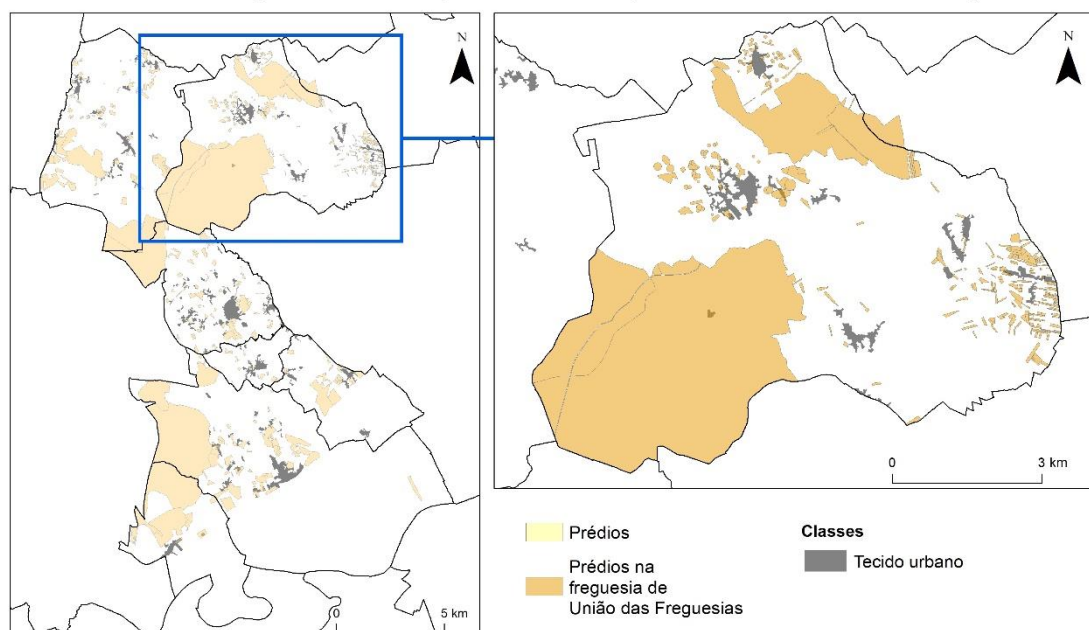 N
N
0
5 km
0
3 km
Prédios
Prédios na
freguesia de
União das Freguesias
Classes
Tecido urbano